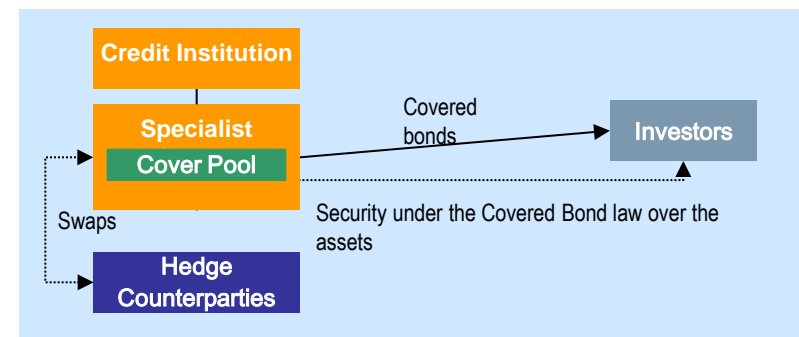 Credit Institution
Specialist
Cover Pool
Covered
bonds
Investors
Swaps
Security under the Covered Bond law over the
assets
Hedge
Counterparties